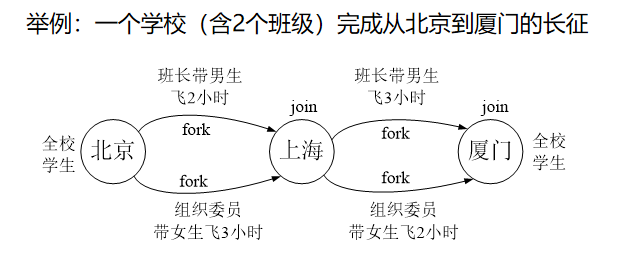 举例：一个学校（含2个班级）完成从北京到厦门的长征
班长带男生
飞2小时
班长带男生
飞3小时
join
join
fork
fork
全校
学生
北京
上海
厦门
全校
学生
fork
fork
组织委员
带女生飞3小时
组织委员
带女生飞2小时